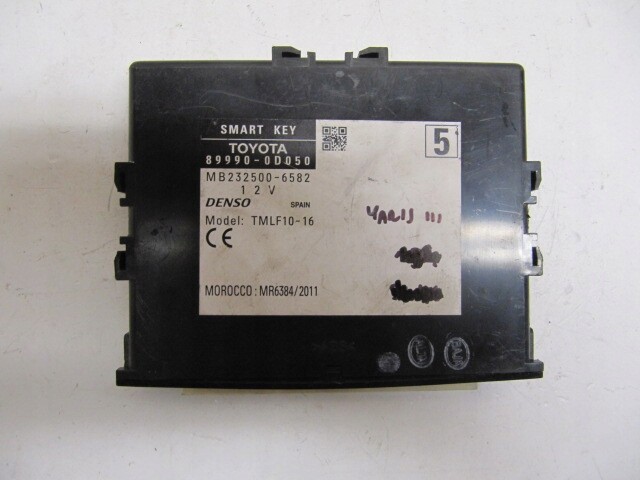 SMART KEY
5
TOYOTA
89990-0DQ50
MB232500-6582
12V
DENSO SPAIN
Model: TMLF10-16
YARIS III
CE
MOROCCO: MR6384/2011